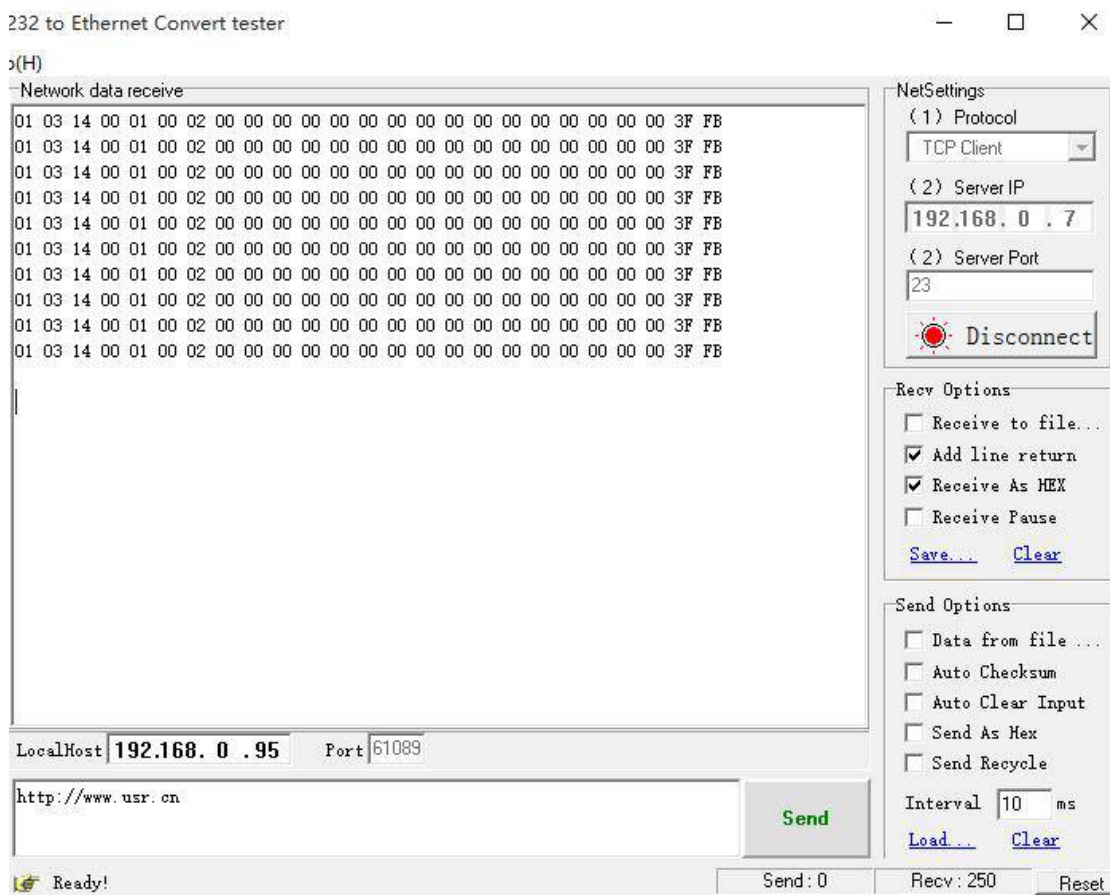 232 to Ethernet Convert tester
o(H)
Network data receive
01 03 14 00 01 00 02 00 00 00 00 00 00 00 00 00 00 00 00 00 00 00 00 3F FB
01 03 14 00 01 00 02 00 00 00 00 00 00 00 00 00 00 00 00 00 00 00 00 3F FB
01 03 14 00 01 00 02 00 00 00 00 00 00 00 00 00 00 00 00 00 00 00 00 3F FB
01 03 14 00 01 00 02 00 00 00 00 00 00 00 00 00 00 00 00 00 00 00 00 3F FB
01 03 14 00 01 00 02 00 00 00 00 00 00 00 00 00 00 00 00 00 00 00 00 3F FB
01 03 14 00 01 00 02 00 00 00 00 00 00 00 00 00 00 00 00 00 00 00 00 3F FB
01 03 14 00 01 00 02 00 00 00 00 00 00 00 00 00 00 00 00 00 00 00 00 3F FB
01 03 14 00 01 00 02 00 00 00 00 00 00 00 00 00 00 00 00 00 00 00 00 3F FB
01 03 14 00 01 00 02 00 00 00 00 00 00 00 00 00 00 00 00 00 00 00 00 3F FB
01 03 14 00 01 00 02 00 00 00 00 00 00 00 00 00 00 00 00 00 00 00 00 3F FB
LocalHost 192.168. 0 .95 Port 61089
http://www.usr.cn
Send
NetSettings
(1) Protocol
TCP Client
(2) Server IP
192.168. 0 . 7
(2) Server Port
23
Disconnect
Recv Options
Receive to file...
Add line return
Receive As HEX
Receive Pause
Save... Clear
Send Options
Data from file ...
Auto Checksum
Auto Clear Input
Send As Hex
Send Recycle
Interval 10 ms
Load... Clear
Ready!
Send : 0
Recv : 250
Reset